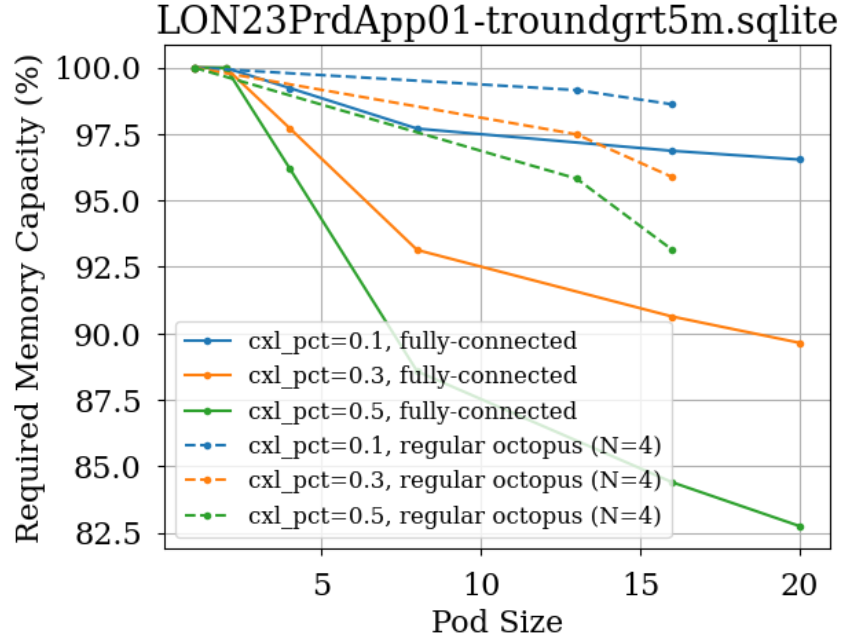 LON23PrdApp01-troundgrt5m.sqlite
Required Memory Capacity (%)
100.0
97.5
95.0
92.5
90.0
87.5
85.0
82.5
cxl_pct=0.1, fully-connected
cxl_pct=0.3, fully-connected
cxl_pct=0.5, fully-connected
cxl_pct=0.1, regular octopus (N=4)
cxl_pct=0.3, regular octopus (N=4)
cxl_pct=0.5, regular octopus (N=4)
5 10 15 20
Pod Size